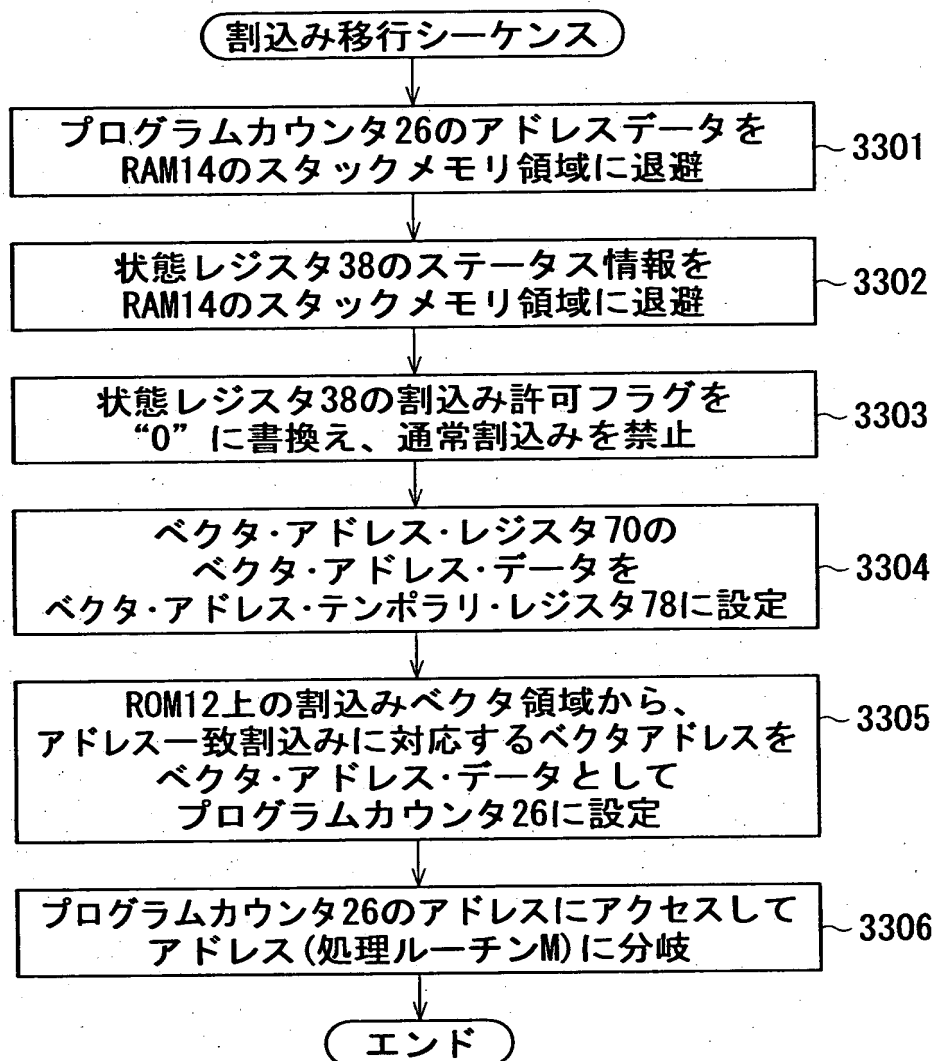 割込み移行シーケンス
プログラムカウンタ26のアドレスデータを
RAM14のスタックメモリ領域に退避
3301
状態レジスタ38のステータス情報を
RAM14のスタックメモリ領域に退避
3302
状態レジスタ38の割込み許可フラグを
“0”に書換え、通常割込みを禁止
3303
ベクタ・アドレス・レジスタ70の
ベクタ・アドレス・データを
ベクタ・アドレス・テンポラリ・レジスタ78に設定
3304
ROM12上の割込みベクタ領域から、
アドレス一致割込みに対応するベクタアドレスを
ベクタ・アドレス・データとして
プログラムカウンタ26に設定
3305
プログラムカウンタ26のアドレスにアクセスして
アドレス(処理ルーチンM)に分岐
3306
エンド